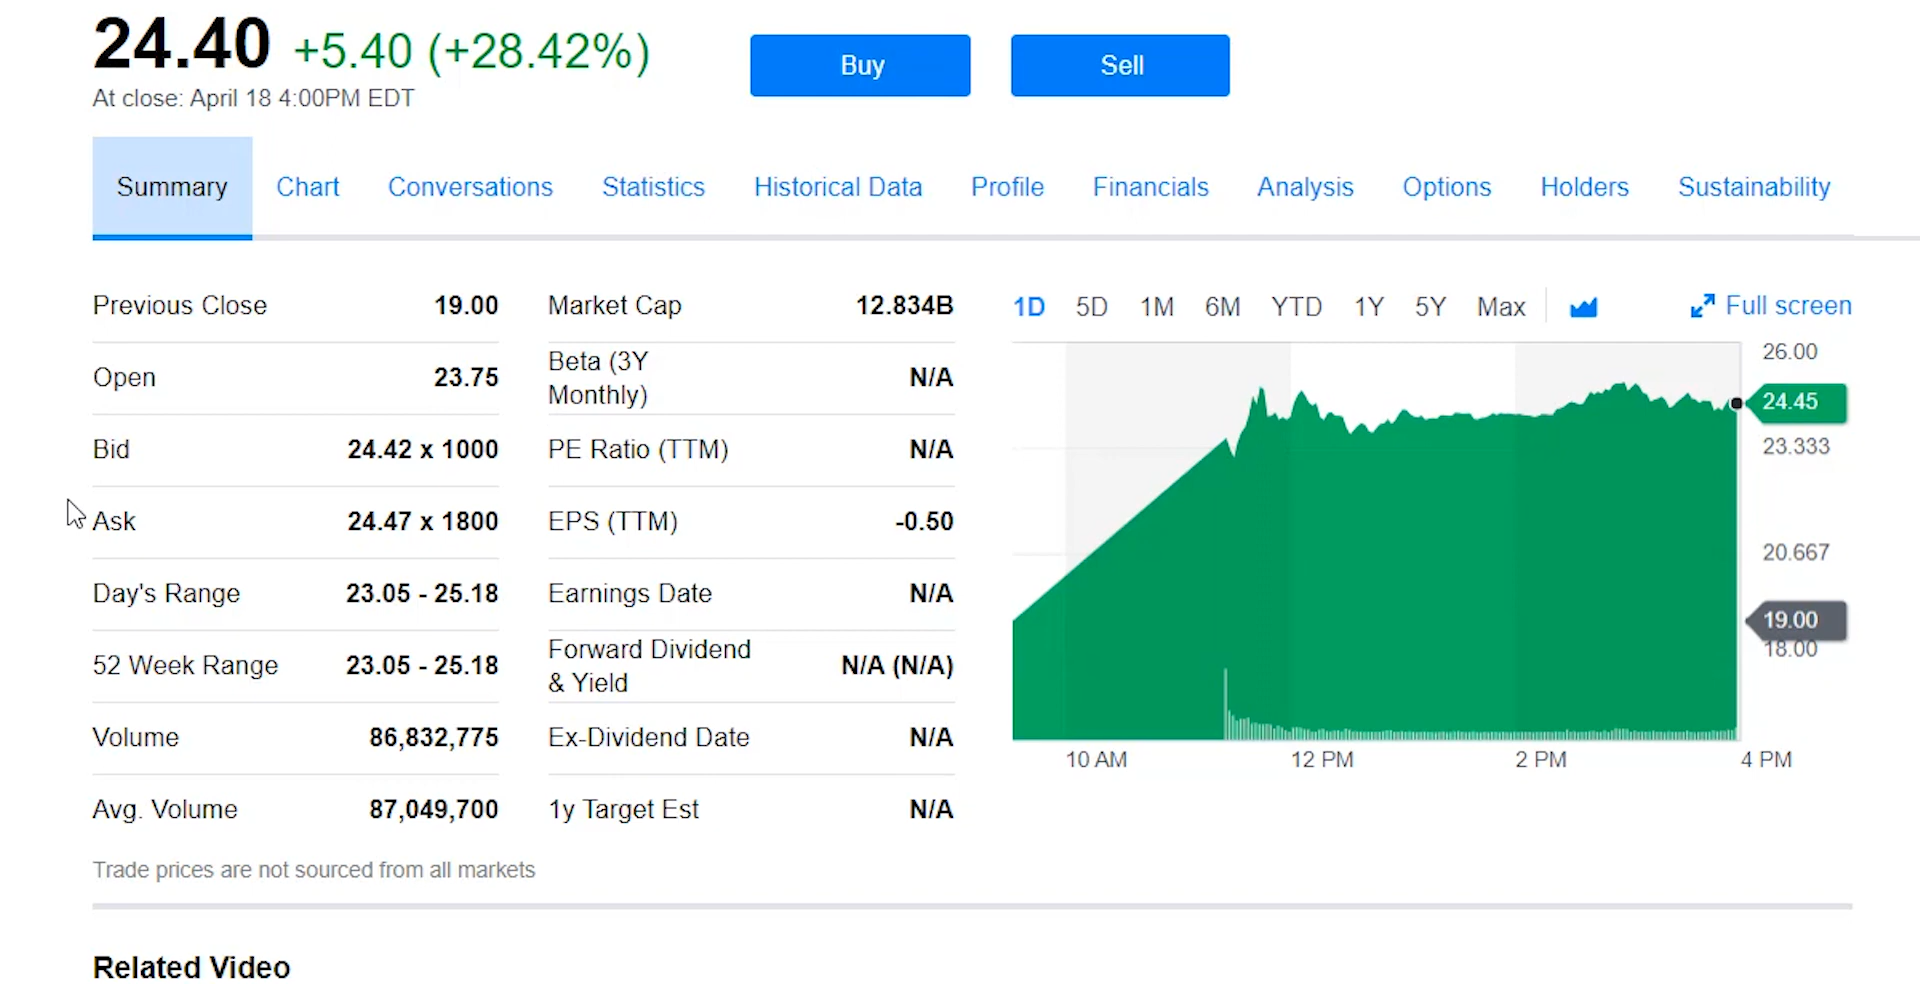 24.40 +5.40 (+28.42%)
Buy
Sell
At close: April 18 4:00PM EDT
Summary Chart Conversations Statistics Historical Data Profile Financials Analysis Options Holders Sustainability
Previous Close 19.00
Open 23.75
Bid 24.42 x 1000
Ask 24.47 x 1800
Day's Range 23.05 - 25.18
52 Week Range 23.05 - 25.18
Volume 86,832,775
Avg. Volume 87,049,700
Market Cap 12.834B
Beta (3Y
Monthly) N/A
PE Ratio (TTM) N/A
EPS (TTM) -0.50
Earnings Date N/A
Forward Dividend
& Yield N/A (N/A)
Ex-Dividend Date N/A
1y Target Est N/A
1D 5D 1M 6M YTD 1Y 5Y Max Full screen
26.00
24.45
23.333
20.667
19.00
18.00
10 AM 12 PM 2 PM 4 PM
Trade prices are not sourced from all markets
Related Video